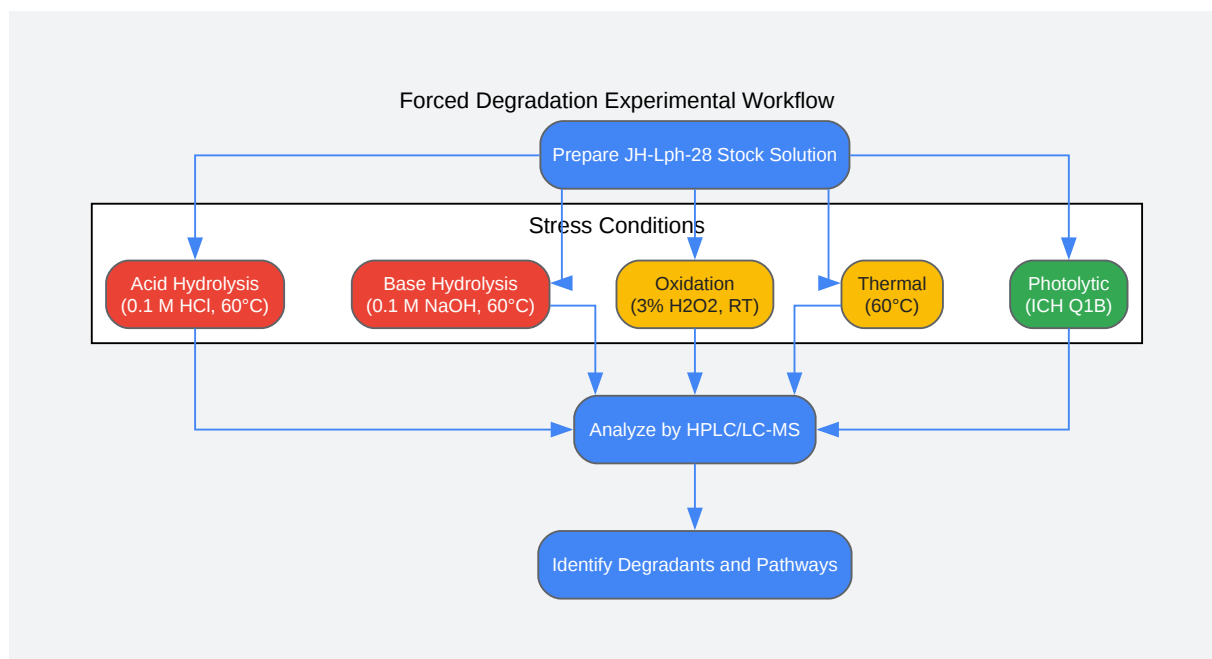 Forced Degradation Experimental Workflow
Prepare JH-Lph-28 Stock Solution
Stress Conditions
Acid Hydrolysis
(0.1 M HCl, 60°C)
Base Hydrolysis
(0.1 M NaOH, 60°C)
Oxidation
(3% H2O2, RT)
Thermal
(60°C)
Photolytic
(ICH Q1B)
Analyze by HPLC/LC-MS
Identify Degradants and Pathways